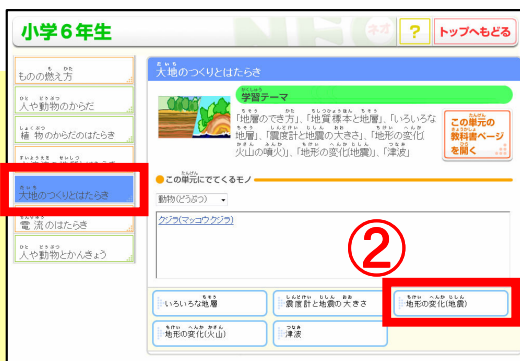 小学6年生
?
トップへもどる
ものの燃え方
人や動物のからだ
植物のからだのはたらき
大地のつくりとはたらき
電流のはたらき
人や動物とかんきょう
大地のつくりとはたらき
学習テーマ
「地層のでき方」、「地質標本と地層」、「いろいろな
地層」、「震度計と地震の大きさ」、「地形の変化
火山の噴火)」、「地形の変化(地震)」、「津波」
この単元の
教科書ページ
を開く
この単元にでてくるモノ
動物(どうぶつ)
クジラ(マッコウクジラ)
②
いろいろな地層
震度計と地震の大きさ
地形の変化(地震)
地形の変化(火山)
津波